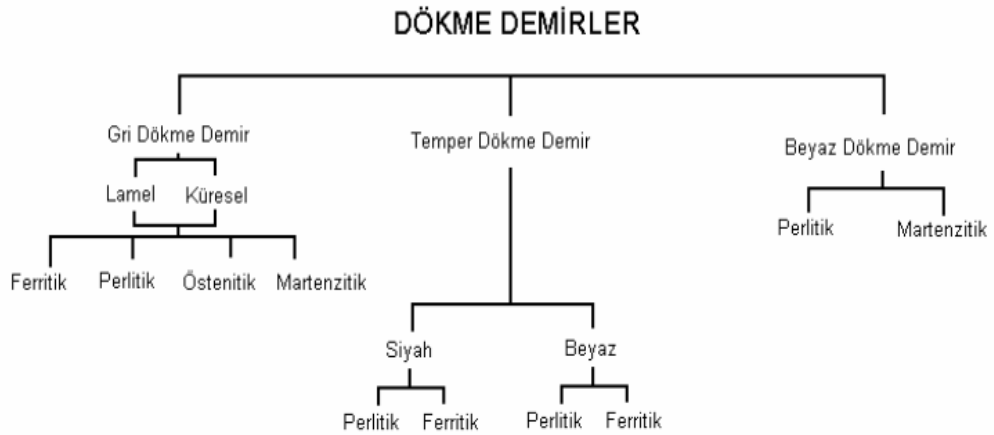 DÖKME DEMİRLER
Gri Dökme Demir
Temper Dökme Demir
Beyaz Dökme Demir
Lamel Küresel
Perlitik Martenzitik
Ferritik Perlitik Östenitik Martenzitik
Siyah Beyaz
Perlitik Ferritik Perlitik Ferritik